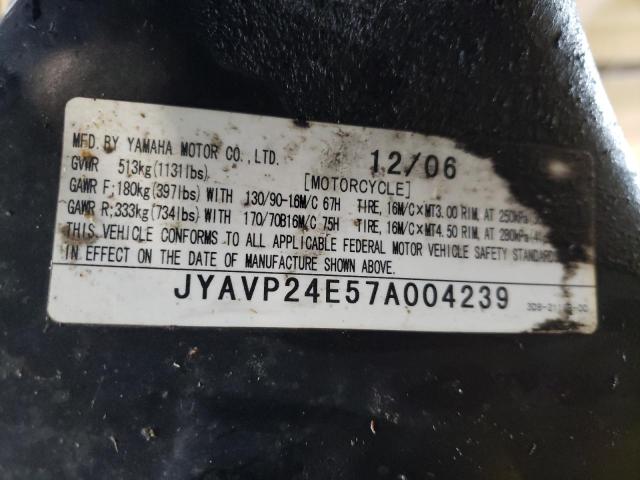 MFD. BY YAMAHA MOTOR CO., LTD. 12/06
GVWR 513kg(1131lbs) [MOTORCYCLE]
GAWR F;180kg(397lbs) WITH 130/90-16M/C 67H TIRE, 16M/C×MT3.00 RIM, AT 250kPa
GAWR R;333kg(734lbs) WITH 170/70B16M/C 75H TIRE, 16M/C×MT4.50 RIM, AT 280kPa
THIS VEHICLE CONFORMS TO ALL APPLICABLE FEDERAL MOTOR VEHICLE SAFETY STANDARDS
IN EFFECT ON THE DATE OF MANUFACTURE SHOWN ABOVE.
JYAVP24E57A004239